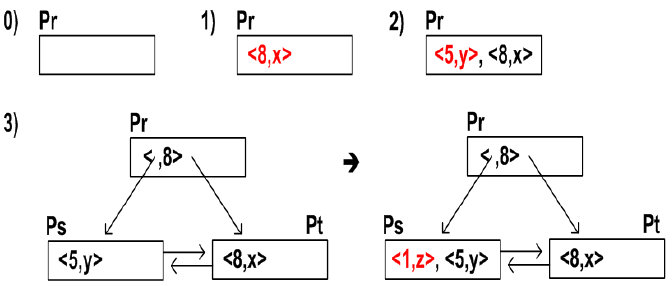 0) Pr 1) Pr 2) Pr
<8,x> <5,y>, <8,x>
3) Pr Pr
< ,8> → < ,8>
Ps Pt Ps Pt
<5,y> <8,x> <1,z>, <5,y> <8,x>